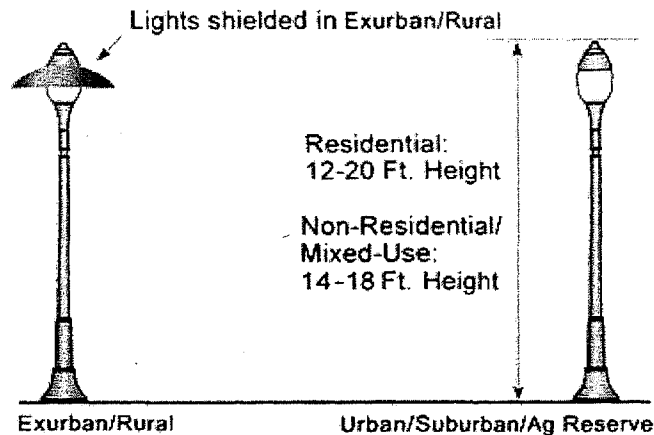 Lights shielded in Exurban/Rural
Residential:
12-20 Ft. Height
Non-Residential/
Mixed-Use:
14-18 Ft. Height
Exurban/Rural
Urban/Suburban/Ag Reserve